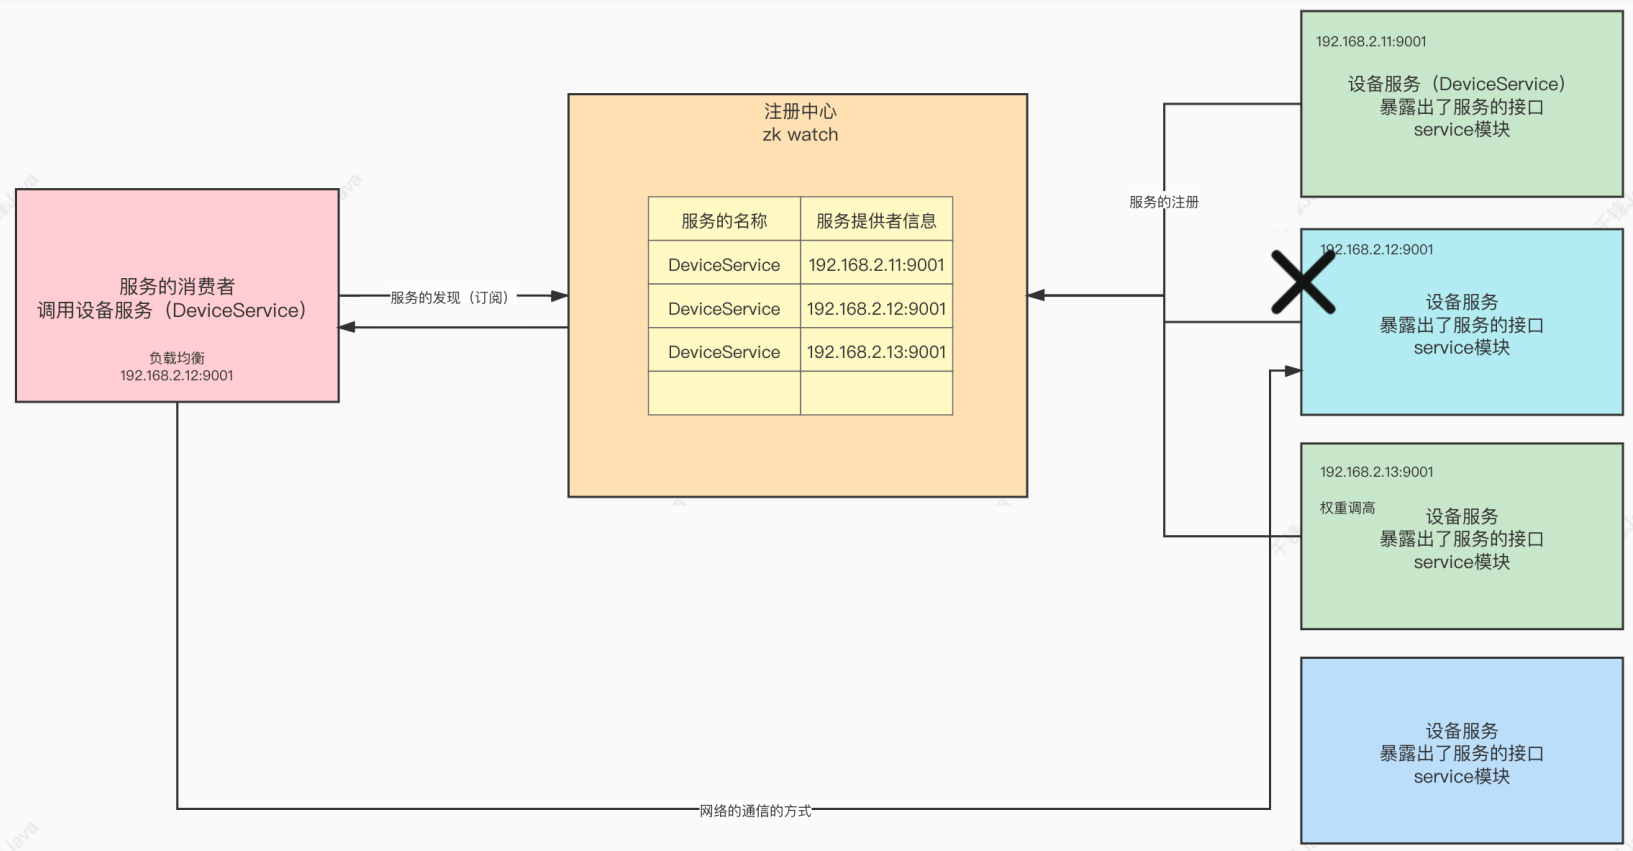 192.168.2.11:9001
设备服务（DeviceService）
暴露出了服务的接口
service模块
注册中心
zk watch
服务的名称 服务提供者信息
DeviceService 192.168.2.11:9001
DeviceService 192.168.2.12:9001
DeviceService 192.168.2.13:9001
服务的消费者
调用设备服务（DeviceService）
负载均衡
192.168.2.12:9001
服务的发现（订阅）
服务的注册
192.168.2.12:9001
设备服务
暴露出了服务的接口
service模块
192.168.2.13:9001
权重调高
设备服务
暴露出了服务的接口
service模块
设备服务
暴露出了服务的接口
service模块
网络的通信的方式